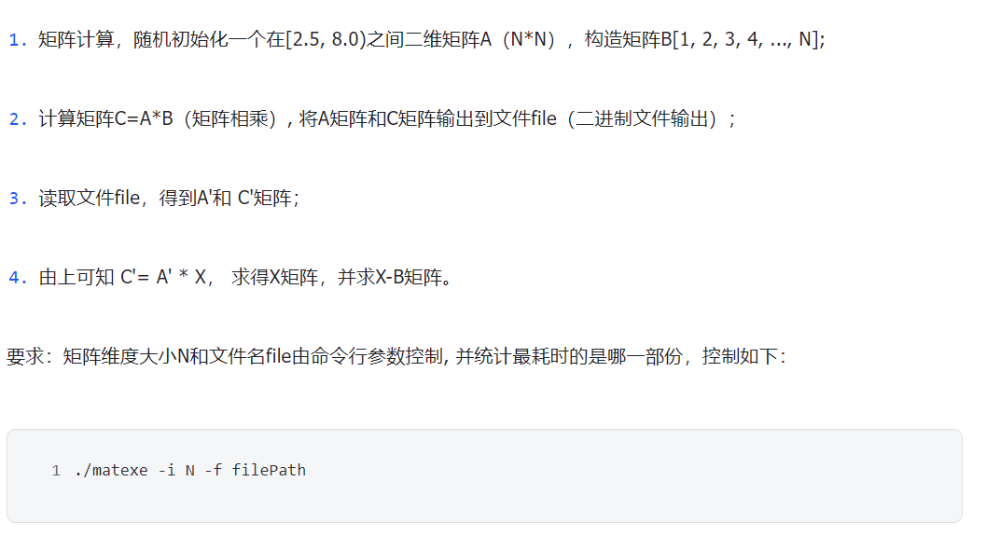 1. 矩阵计算，随机初始化一个在[2.5, 8.0)之间二维矩阵A（N*N），构造矩阵B[1, 2, 3, 4, ..., N];
2. 计算矩阵C=A*B（矩阵相乘）, 将A矩阵和C矩阵输出到文件file（二进制文件输出）;
3. 读取文件file，得到A'和 C'矩阵;
4. 由上可知 C'= A' * X， 求得X矩阵，并求X-B矩阵。
要求：矩阵维度大小N和文件名file由命令行参数控制, 并统计最耗时的是哪一部份，控制如下：
1 ./matexe -i N -f filePath